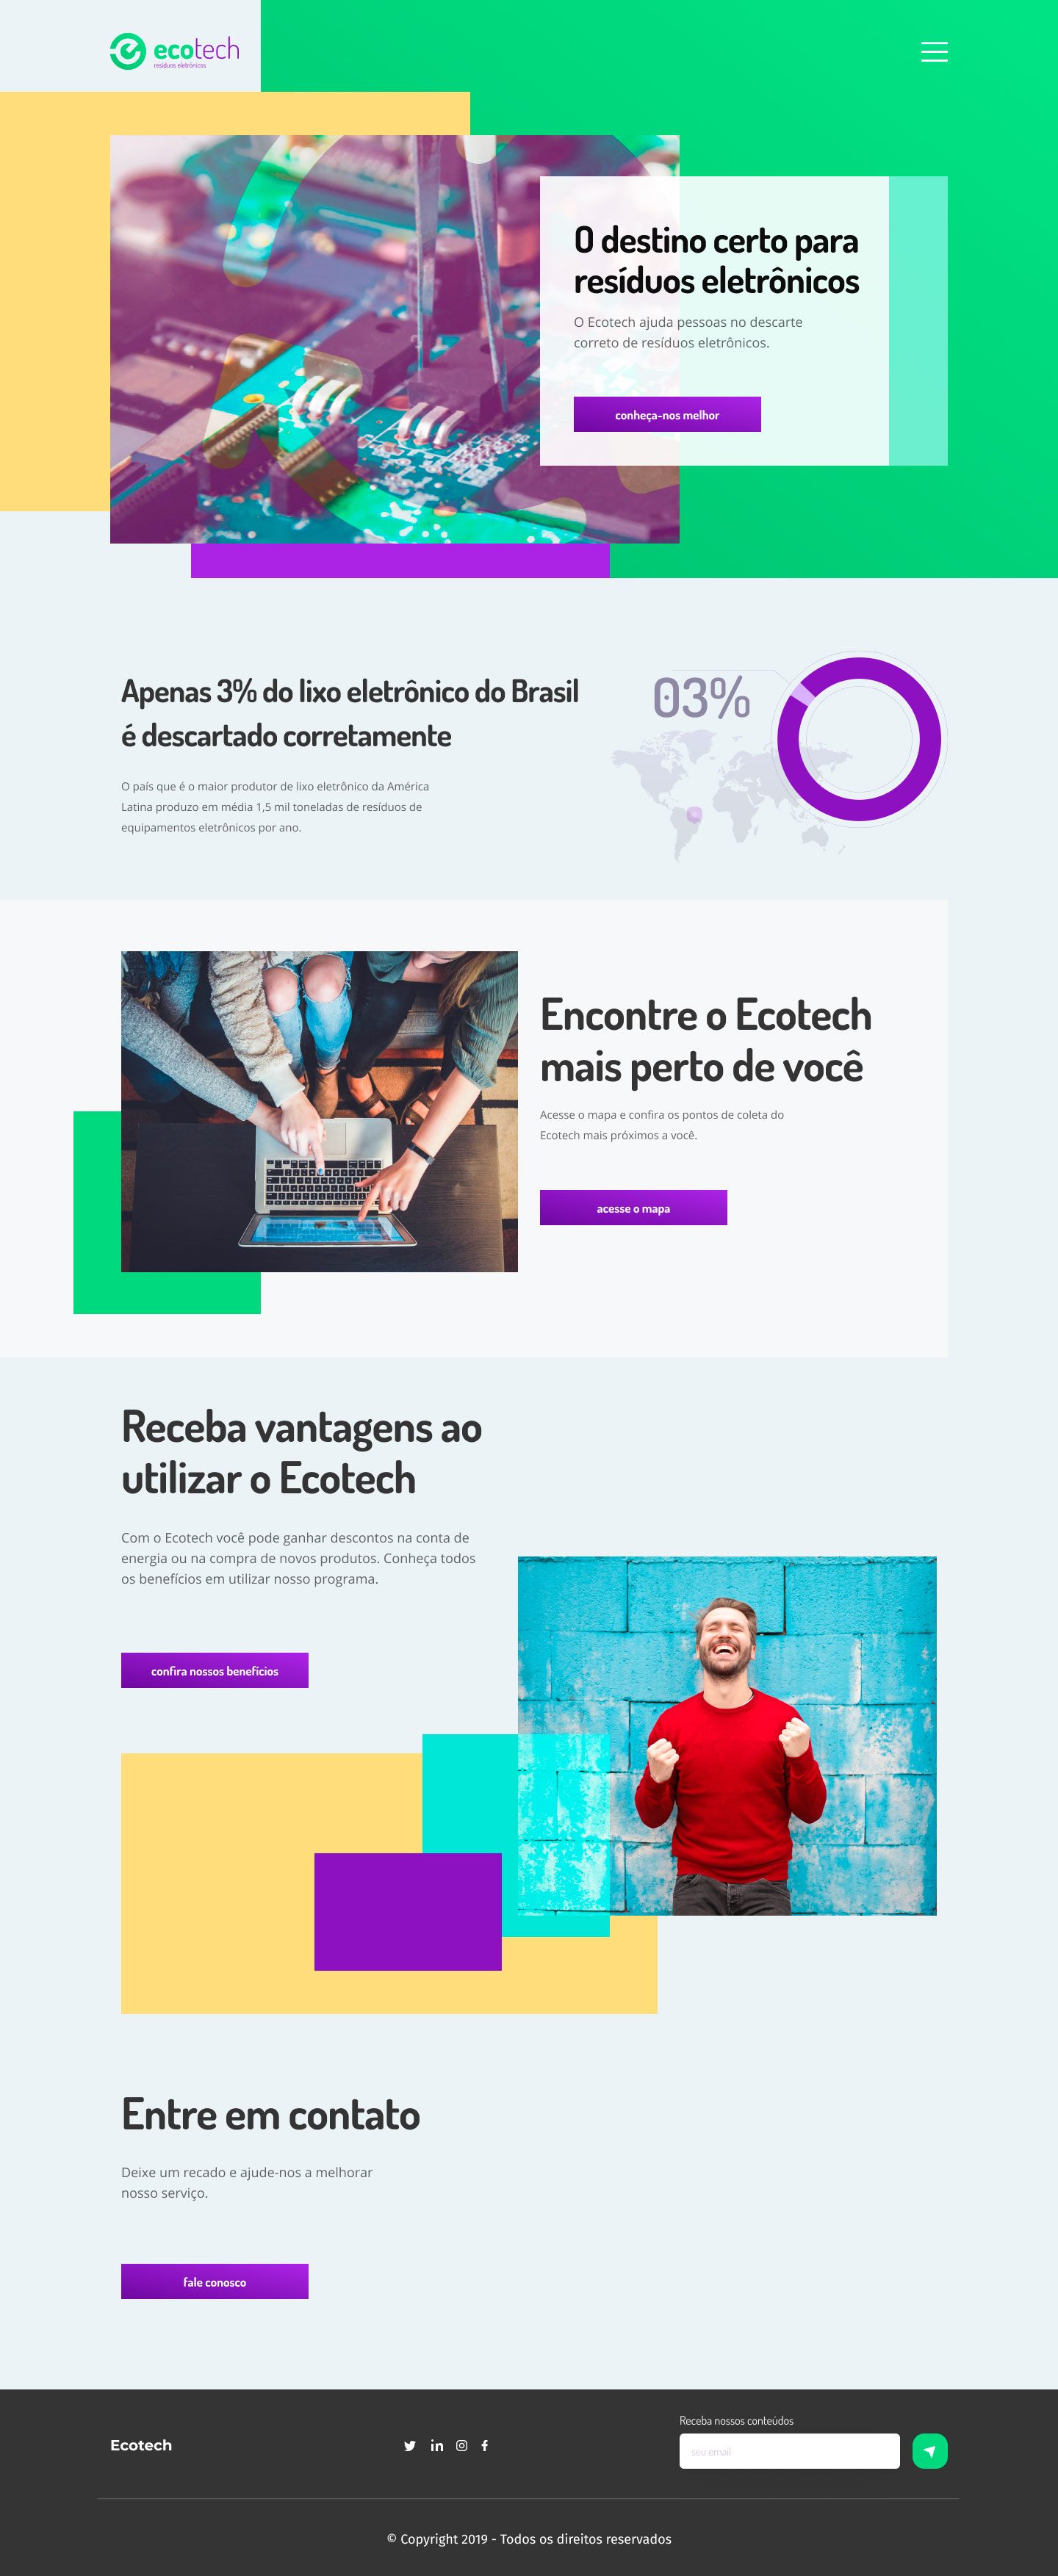 ecotech
resíduos eletrônicos
O destino certo para
resíduos eletrônicos
O Ecotech ajuda pessoas no descarte
correto de resíduos eletrônicos.
conheça-nos melhor
Apenas 3% do lixo eletrônico do Brasil
é descartado corretamente
O país que é o maior produtor de lixo eletrônico da América
Latina produzo em média 1,5 mil toneladas de resíduos de
equipamentos eletrônicos por ano.
03%
Encontre o Ecotech
mais perto de você
Acesse o mapa e confira os pontos de coleta do
Ecotech mais próximos a você.
acesse o mapa
Receba vantagens ao
utilizar o Ecotech
Com o Ecotech você pode ganhar descontos na conta de
energia ou na compra de novos produtos. Conheça todos
os benefícios em utilizar nosso programa.
confira nossos benefícios
Entre em contato
Deixe um recado e ajude-nos a melhorar
nosso serviço.
fale conosco
Ecotech
Receba nossos conteúdos
seu email
© Copyright 2019 - Todos os direitos reservados